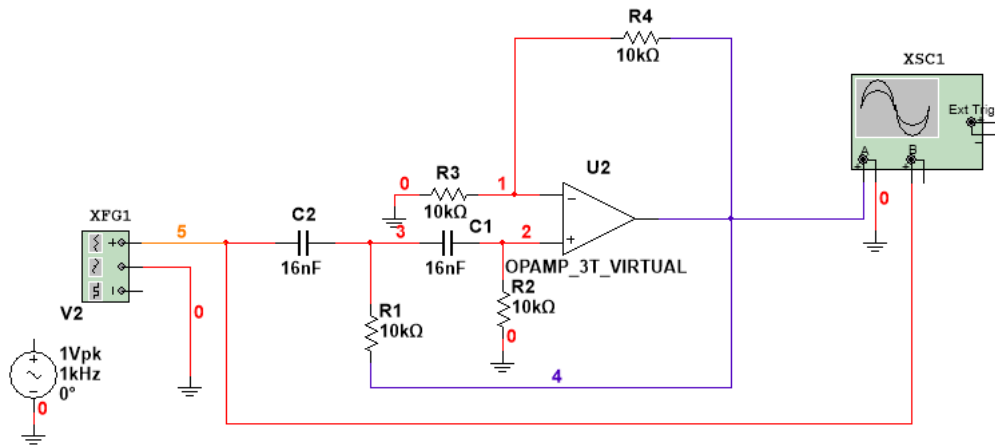 R4
10kΩ
XSC1
Ext Trig
+
−
A
B
+ −
+ −
0
R3
0
1
10kΩ
U2
−
+
OPAMP_3T_VIRTUAL
XFG1
+
5
C2
16nF
3
C1
16nF
2
R2
10kΩ
0
R1
10kΩ
4
V2
0
1Vpk
1kHz
0°
+
−
0
0